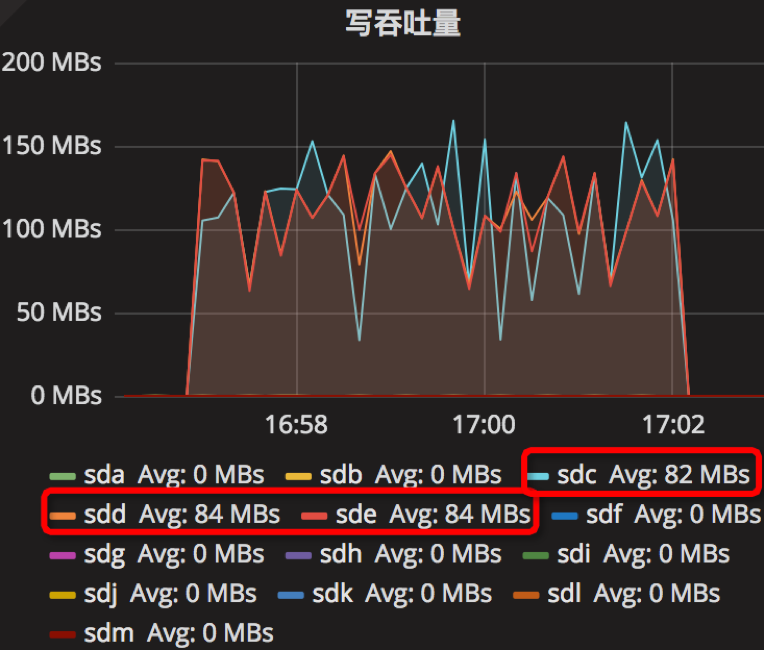 写吞吐量
200 MBs
150 MBs
100 MBs
50 MBs
0 MBs
16:58 17:00 17:02
sda Avg: 0 MBs sdb Avg: 0 MBs sdc Avg: 82 MBs
sdd Avg: 84 MBs sde Avg: 84 MBs sdf Avg: 0 MBs
sdg Avg: 0 MBs sdh Avg: 0 MBs sdi Avg: 0 MBs
sdj Avg: 0 MBs sdk Avg: 0 MBs sdl Avg: 0 MBs
sdm Avg: 0 MBs